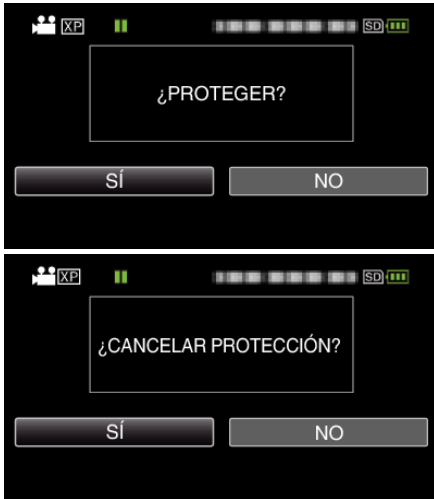 XP SD
¿PROTEGER?
SÍ NO
XP SD
¿CANCELAR PROTECCIÓN?
SÍ NO